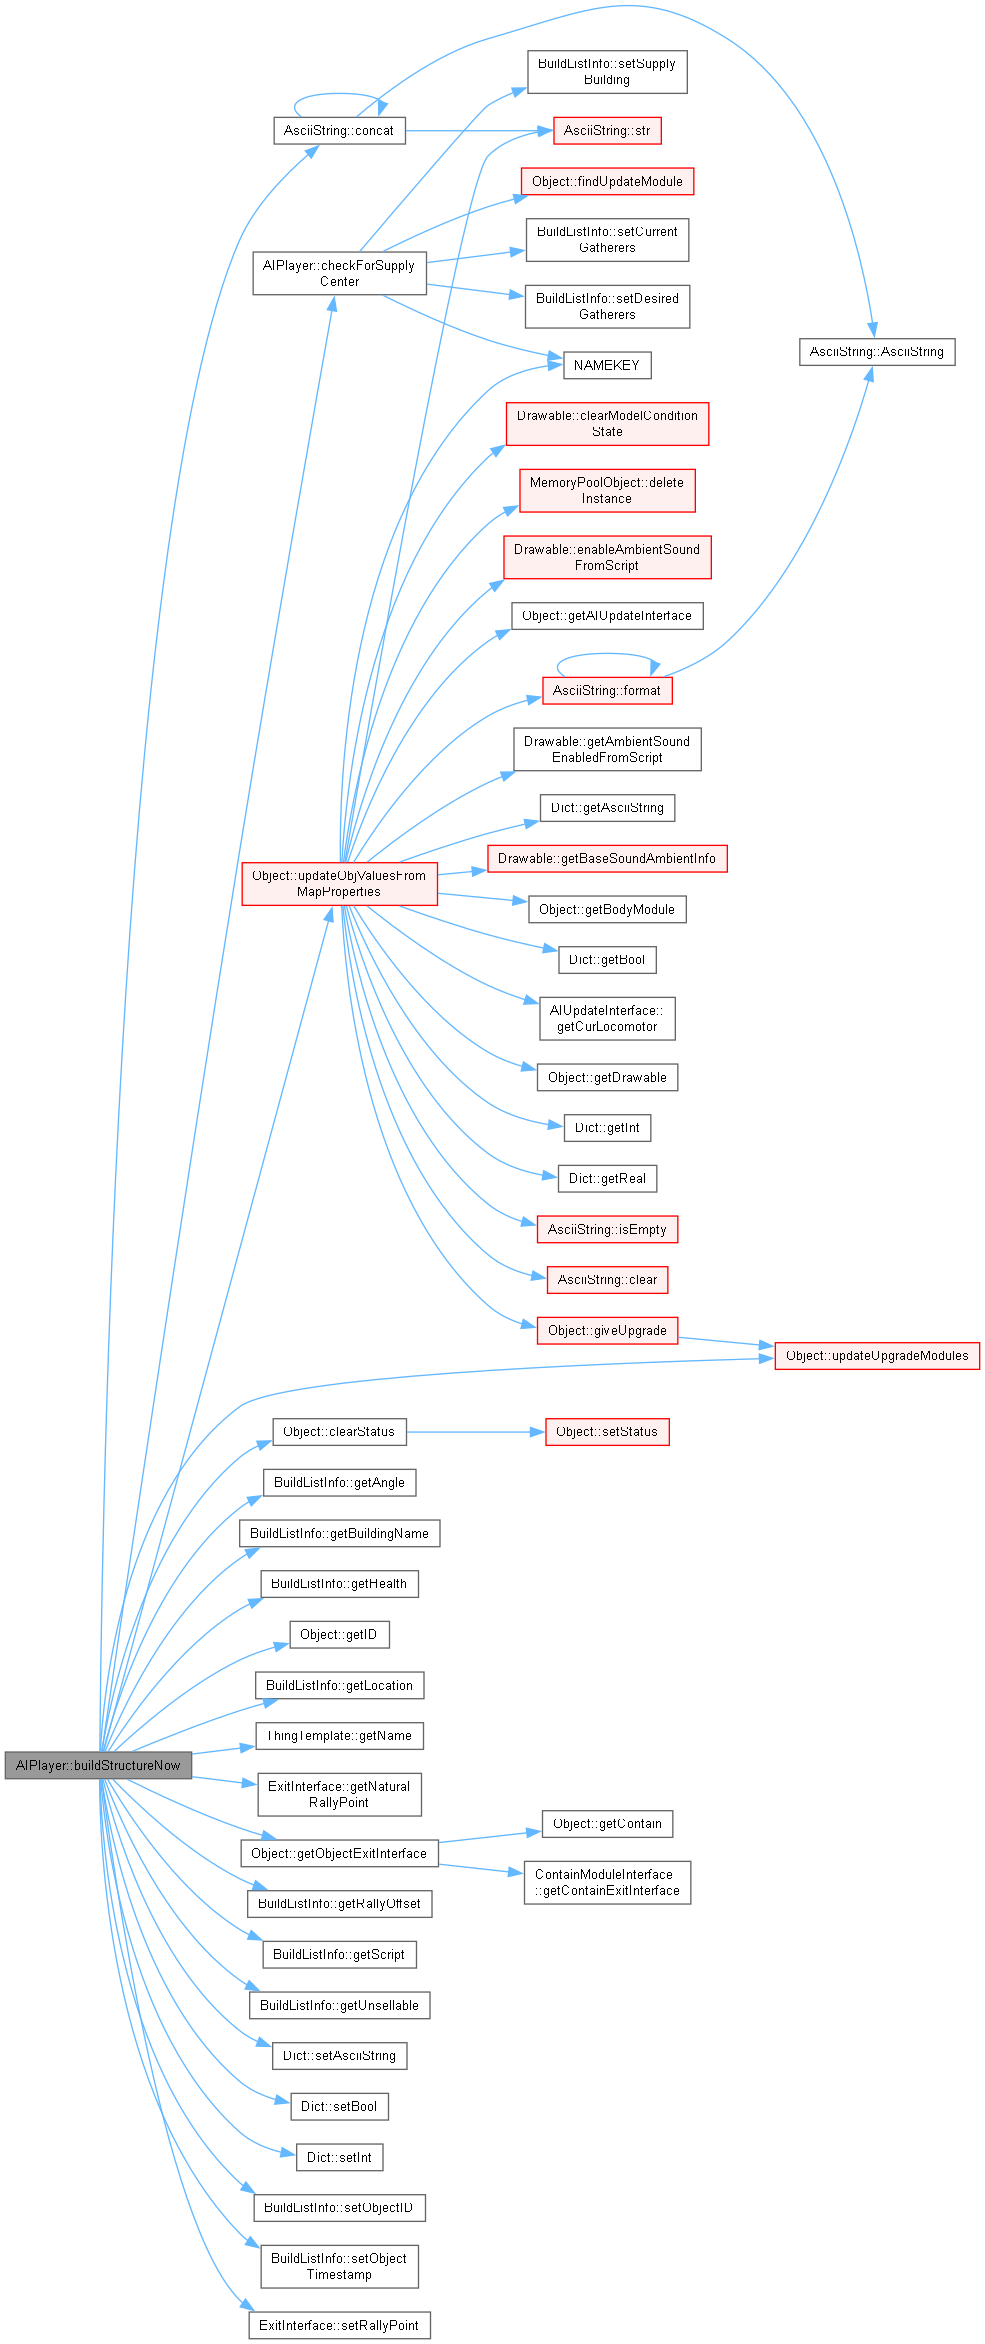 BuildListInfo::setSupply
Building
AsciiString::concat
AsciiString::str
Object::findUpdateModule
BuildListInfo::setCurrent
Gatherers
AIPlayer::checkForSupply
Center
BuildListInfo::setDesired
Gatherers
AsciiString::AsciiString
NAMEKEY
Drawable::clearModelCondition
State
MemoryPoolObject::delete
Instance
Drawable::enableAmbientSound
FromScript
Object::getAIUpdateInterface
AsciiString::format
Drawable::getAmbientSound
EnabledFromScript
Dict::getAsciiString
Drawable::getBaseSoundAmbientInfo
Object::updateObjValuesFrom
MapProperties
Object::getBodyModule
Dict::getBool
AIUpdateInterface::
getCurLocomotor
Object::getDrawable
Dict::getInt
Dict::getReal
AsciiString::isEmpty
AsciiString::clear
Object::giveUpgrade
Object::updateUpgradeModules
Object::clearStatus
Object::setStatus
BuildListInfo::getAngle
BuildListInfo::getBuildingName
BuildListInfo::getHealth
Object::getID
BuildListInfo::getLocation
ThingTemplate::getName
AIPlayer::buildStructureNow
ExitInterface::getNatural
RallyPoint
Object::getContain
Object::getObjectExitInterface
ContainModuleInterface
::getContainExitInterface
BuildListInfo::getRallyOffset
BuildListInfo::getScript
BuildListInfo::getUnsellable
Dict::setAsciiString
Dict::setBool
Dict::setInt
BuildListInfo::setObjectID
BuildListInfo::setObject
Timestamp
ExitInterface::setRallyPoint